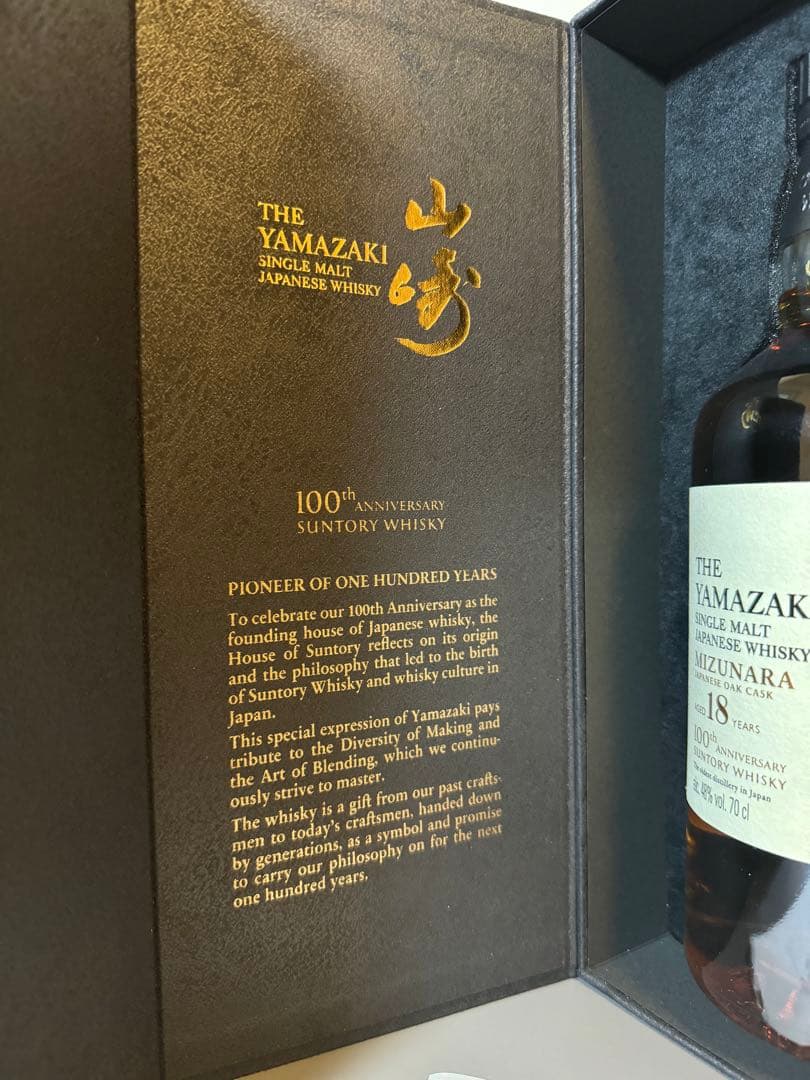 THE
YAMAZAKI
SINGLE MALT
JAPANESE WHISKY
山崎
100th ANNIVERSARY
SUNTORY WHISKY
PIONEER OF ONE HUNDRED YEARS
To celebrate our 100th Anniversary as the
founding house of Japanese whisky, the
House of Suntory reflects on its origin
and the philosophy that led to the birth
of Suntory Whisky and whisky culture in
Japan.
This special expression of Yamazaki pays
tribute to the Diversity of Making and
the Art of Blending, which we continu-
ously strive to master.
The whisky is a gift from our past crafts-
men to today's craftsmen, handed down
by generations, as a symbol and promise
to carry our philosophy on for the next
one hundred years.
THE
YAMAZAK
SINGLE MALT
JAPANESE WHISKY
MIZUNARA
JAPANESE OAK CASK
AGED 18 YEARS
100th ANNIVERSARY
SUNTORY WHISKY
The oldest distillery in Japan
alc. 48% vol. 70 cl